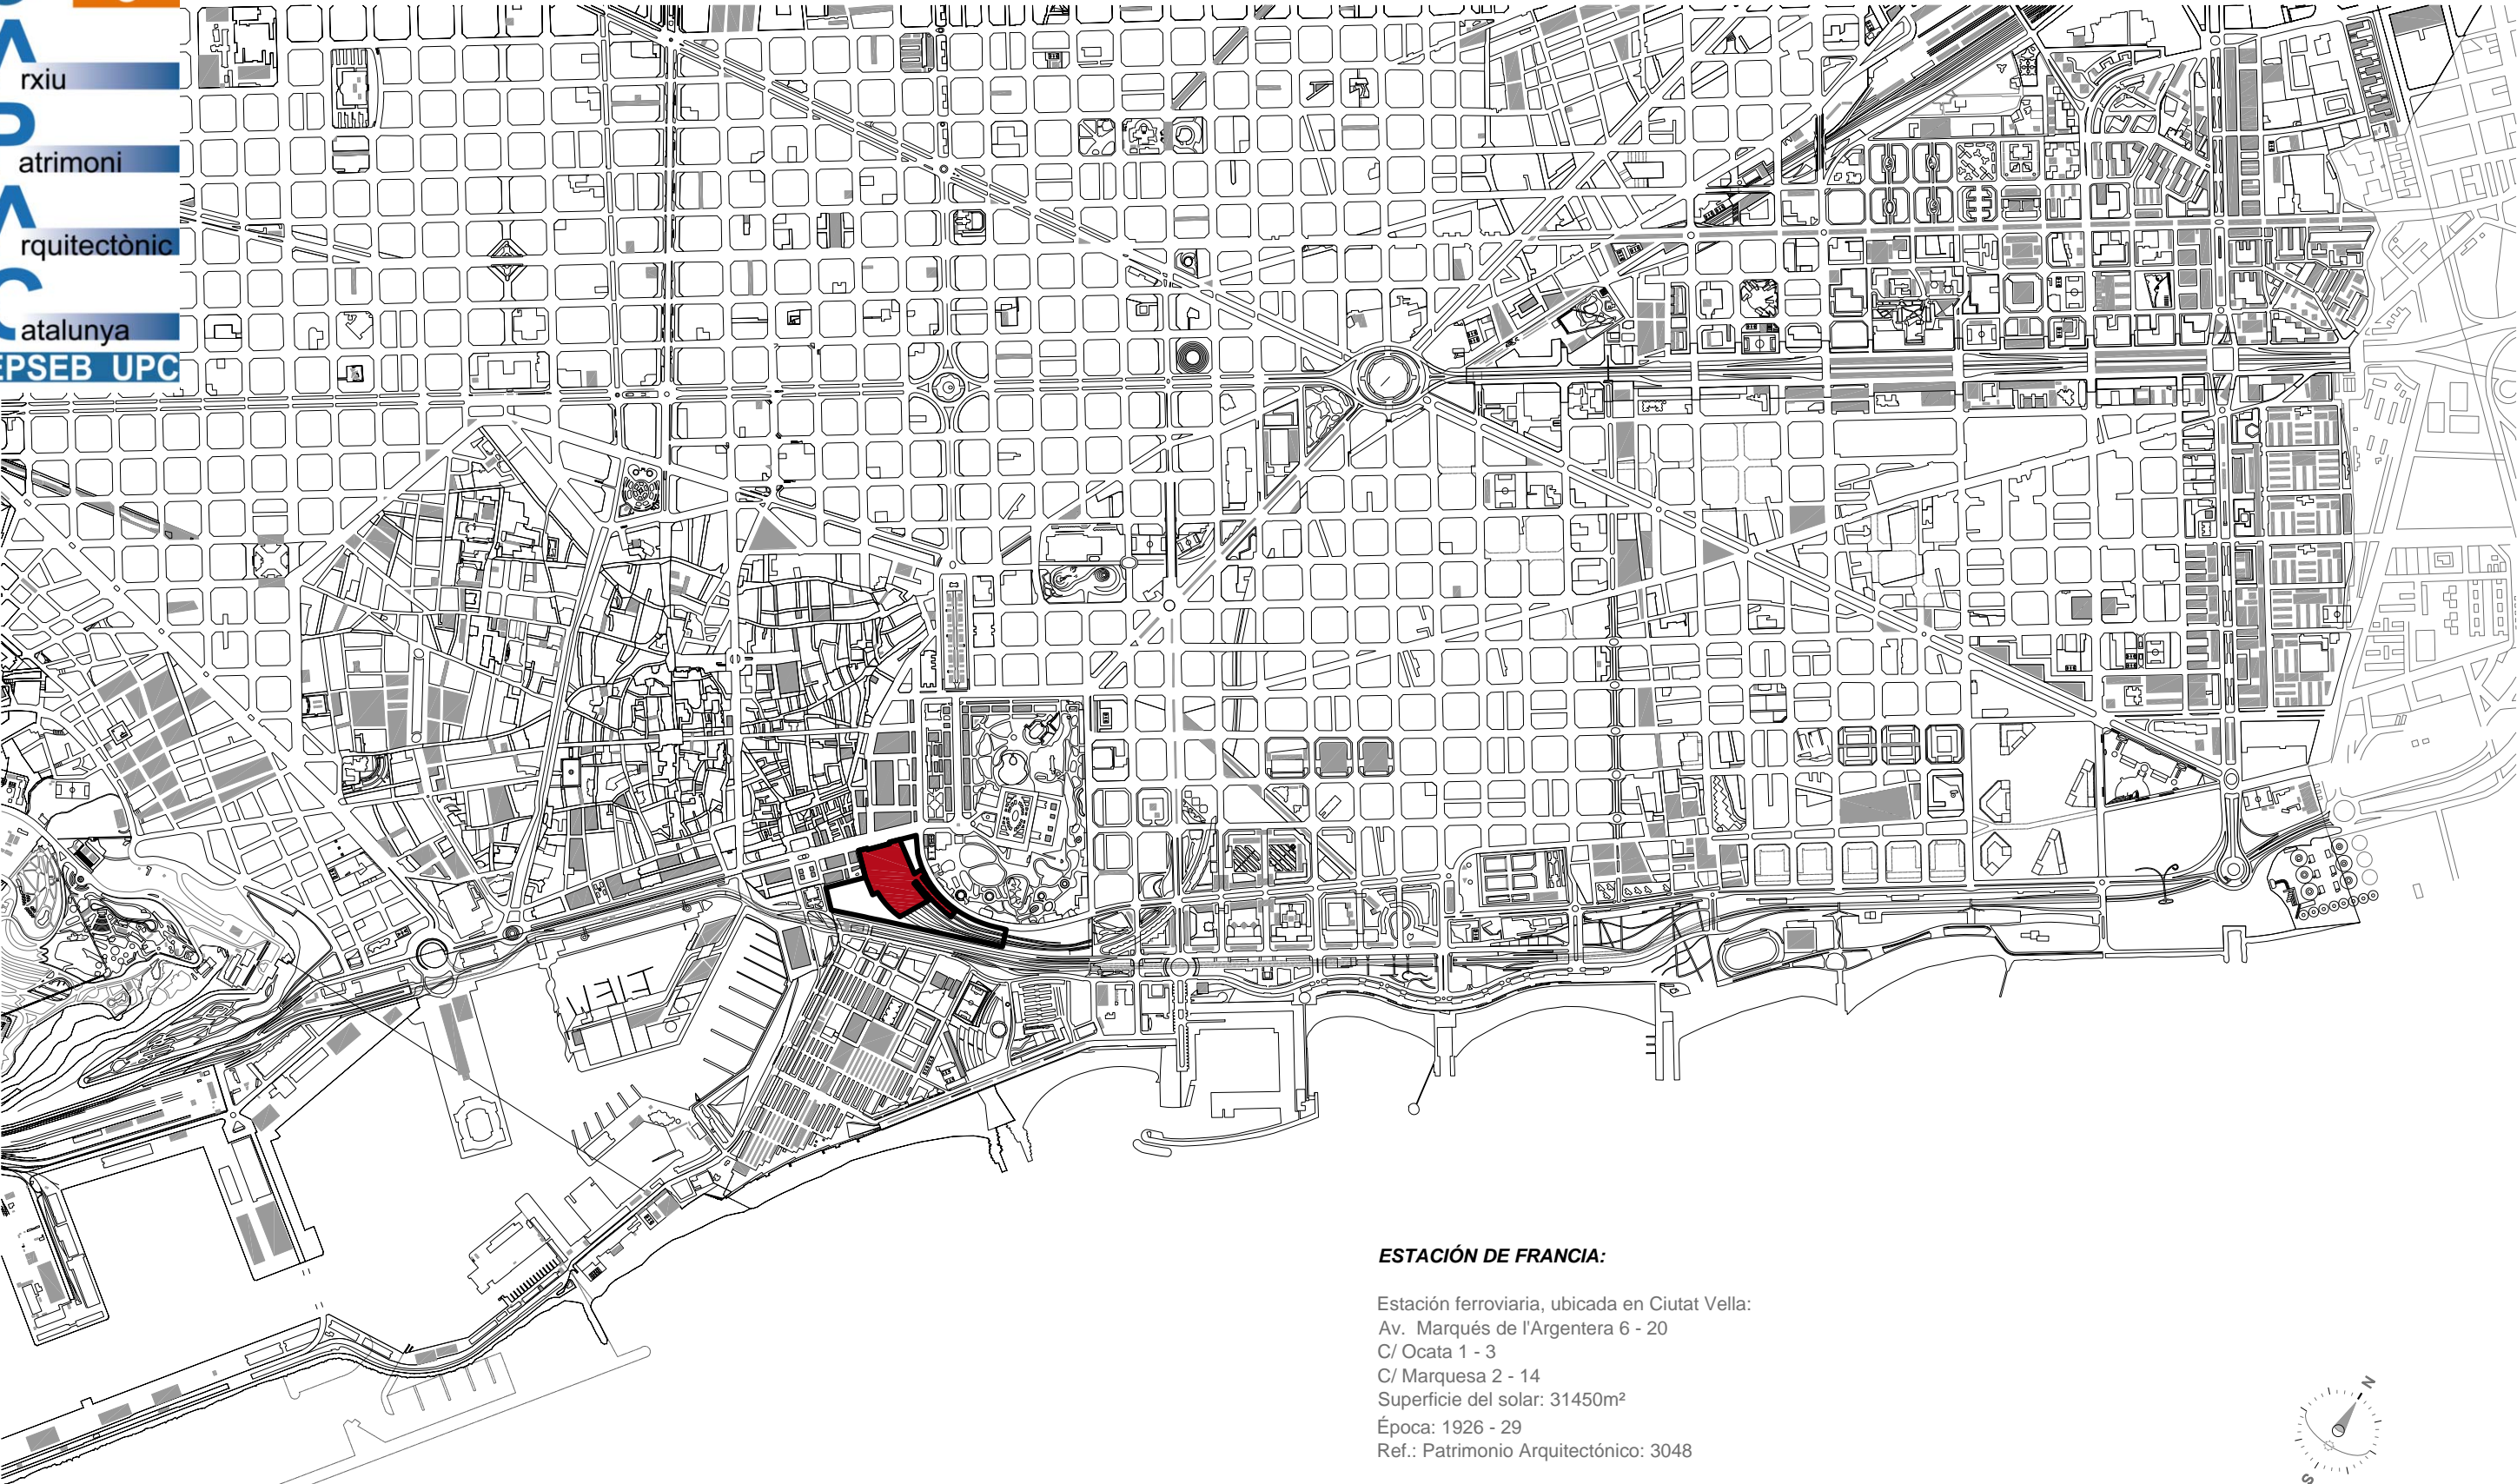 rxiu
P
atrimoni
rquitectònic
C
atalunya
EPSEB UPC
ESTACIÓN DE FRANCIA:
Estación ferroviaria, ubicada en Ciutat Vella:
Av. Marqués de l'Argentera 6 - 20
C/ Ocata 1 - 3
C/ Marquesa 2 - 14
Superficie del solar: 31450m²
Época: 1926 - 29
Ref.: Patrimonio Arquitectónico: 3048
N
S